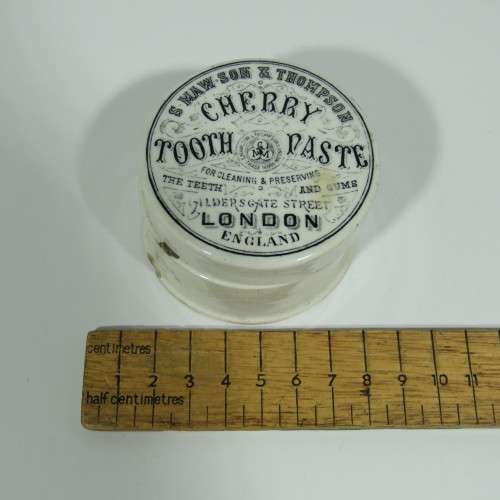 S MAW·SON & THOMPSON
CHERRY
TOOTH PASTE
FOR CLEANING & PRESERVING
THE TEETH AND GUMS
ALDERSGATE STREET
LONDON
ENGLAND
centimetres
1 2 3 4 5 6 7 8 9 10 11
half centimetres